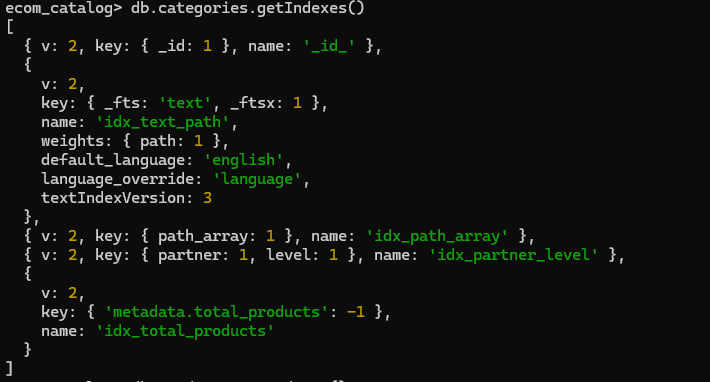 ecom_catalog> db.categories.getIndexes()
[
  { v: 2, key: { _id: 1 }, name: '_id_' },
  {
    v: 2,
    key: { _fts: 'text', _ftsx: 1 },
    name: 'idx_text_path',
    weights: { path: 1 },
    default_language: 'english',
    language_override: 'language',
    textIndexVersion: 3
  },
  { v: 2, key: { path_array: 1 }, name: 'idx_path_array' },
  { v: 2, key: { partner: 1, level: 1 }, name: 'idx_partner_level' },
  {
    v: 2,
    key: { 'metadata.total_products': -1 },
    name: 'idx_total_products'
  }
]